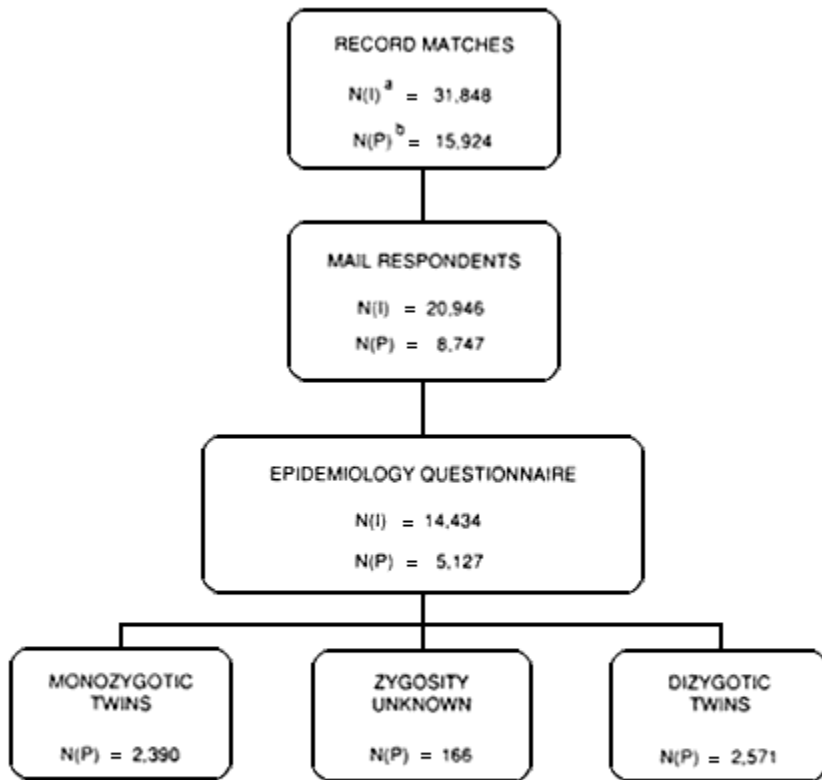 RECORD MATCHES
N(I)a = 31,848
N(P)b = 15,924
MAIL RESPONDENTS
N(I) = 20,946
N(P) = 8,747
EPIDEMIOLOGY QUESTIONNAIRE
N(I) = 14,434
N(P) = 5,127
MONOZYGOTIC
TWINS
N(P) = 2,390
ZYGOSITY
UNKNOWN
N(P) = 166
DIZYGOTIC
TWINS
N(P) = 2,571